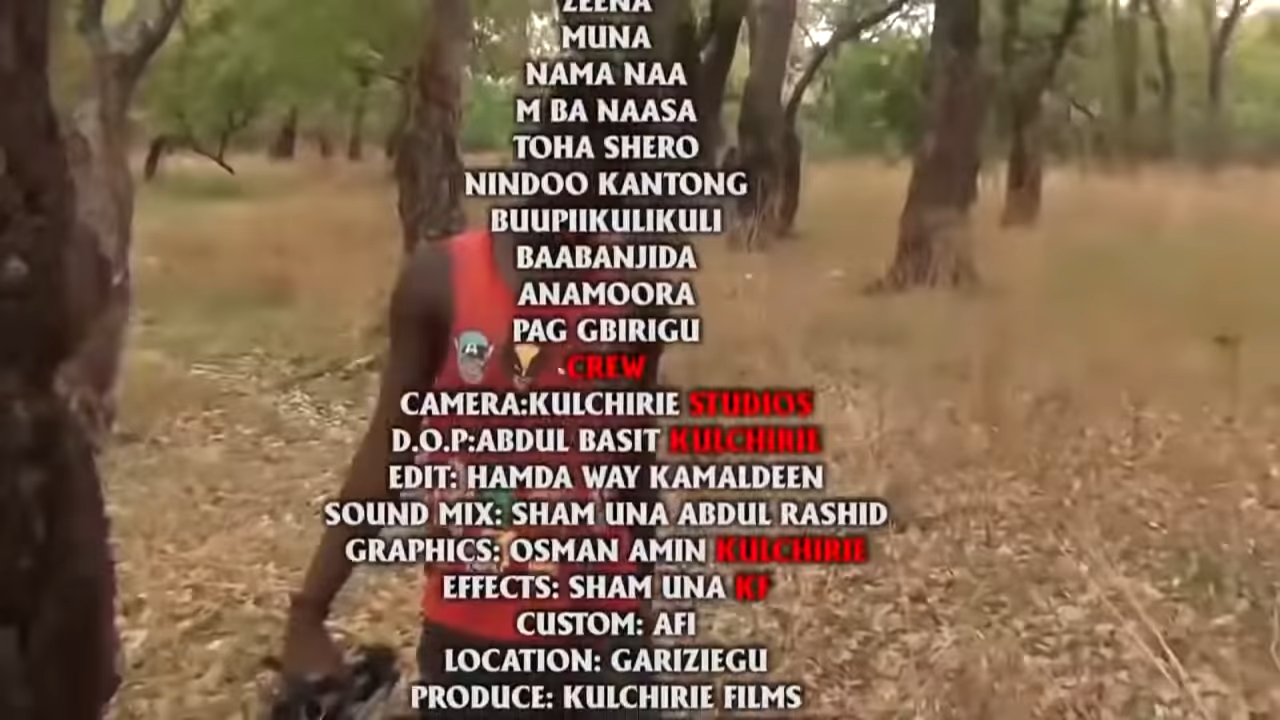 ZEENA
MUNA
NAMA NAA
M BA NAASA
TOHA SHERO
NINDOO KANTONG
BUUPIIKULIKULI
BAABANJIDA
ANAMOORA
PAG GBIRIGU
CREW
CAMERA:KULCHIRIE STUDIOS
D.O.P:ABDUL BASIT KULCHIRIE
EDIT: HAMDA WAY KAMALDEEN
SOUND MIX: SHAM UNA ABDUL RASHID
GRAPHICS: OSMAN AMIN KULCHIRIE
EFFECTS: SHAM UNA KF
CUSTOM: AFI
LOCATION: GARIZIEGU
PRODUCE: KULCHIRIE FILMS